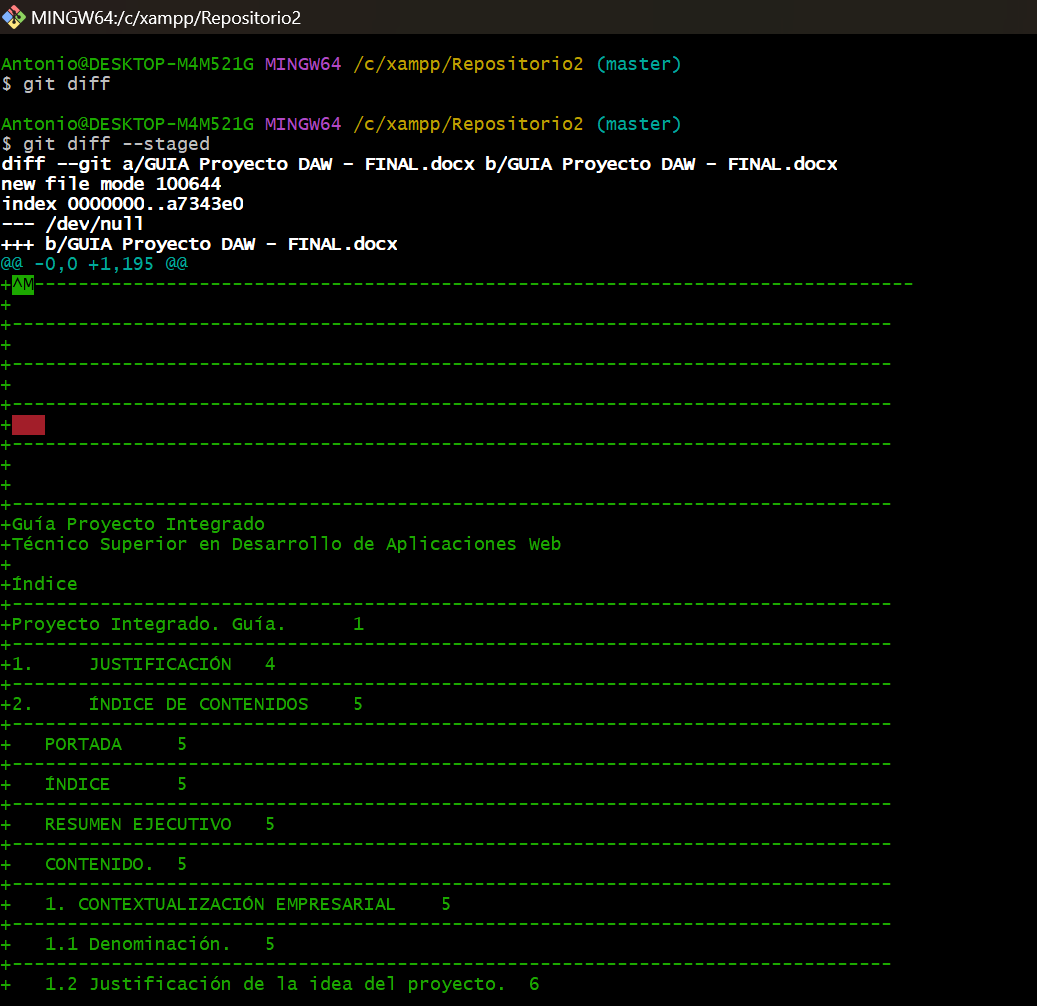 MINGW64:/c/xampp/Repositorio2
Antonio@DESKTOP-M4M521G MINGW64 /c/xampp/Repositorio2 (master)
$ git diff
Antonio@DESKTOP-M4M521G MINGW64 /c/xampp/Repositorio2 (master)
$ git diff --staged
diff --git a/GUIA Proyecto DAW - FINAL.docx b/GUIA Proyecto DAW - FINAL.docx
new file mode 100644
index 0000000..a7343e0
--- /dev/null
+++ b/GUIA Proyecto DAW - FINAL.docx
@@ -0,0 +1,195 @@
+^M--------------------------------------------------------------------------------
+
+--------------------------------------------------------------------------------
+
+--------------------------------------------------------------------------------
+
+--------------------------------------------------------------------------------
+
+--------------------------------------------------------------------------------
+
+
+--------------------------------------------------------------------------------
+Guía Proyecto Integrado
+Técnico Superior en Desarrollo de Aplicaciones Web
+
+Índice
+--------------------------------------------------------------------------------
+Proyecto Integrado. Guía.      1
+--------------------------------------------------------------------------------
+1.     JUSTIFICACIÓN   4
+--------------------------------------------------------------------------------
+2.     ÍNDICE DE CONTENIDOS    5
+--------------------------------------------------------------------------------
+   PORTADA     5
+--------------------------------------------------------------------------------
+   ÍNDICE      5
+--------------------------------------------------------------------------------
+   RESUMEN EJECUTIVO   5
+--------------------------------------------------------------------------------
+   CONTENIDO.  5
+--------------------------------------------------------------------------------
+   1. CONTEXTUALIZACIÓN EMPRESARIAL    5
+--------------------------------------------------------------------------------
+   1.1 Denominación.   5
+--------------------------------------------------------------------------------
+   1.2 Justificación de la idea del proyecto.  6